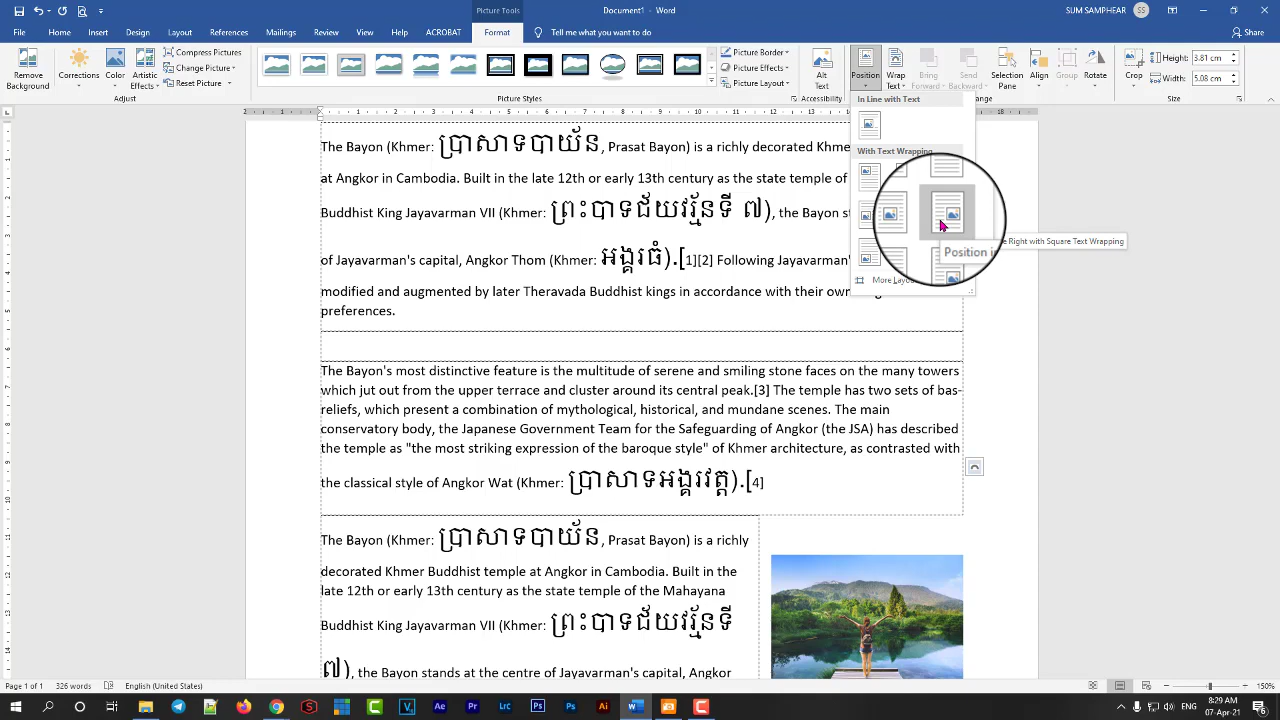 Picture Tools
Document1 - Word
SUM SAMPHEAR
SS
File
Home
Insert
Draw
Design
Layout
References
Mailings
Review
View
Help
ACROBAT
Format
Tell me what you want to do
Share
Remove Background
Corrections
Color
Artistic Effects
Compress Pictures
Change Picture
Reset Picture
Adjust
Picture Styles
Picture Border
Picture Effects
Picture Layout
Alt Text
Accessibility
Position
Wrap Text
Bring Forward
Send Backward
Selection Pane
Align
Group
Rotate
Crop
Height: 3.81 cm
Width: 5.08 cm
Size
In Line with Text
With Text Wrapping
Position in
e Right with Square Text Wrapping
More Layou
The Bayon (Khmer: ប្រាសាទបាយ័ន, Prasat Bayon) is a richly decorated Khme
at Angkor in Cambodia. Built in the late 12th or early 13th century as the state temple of
Buddhist King Jayavarman VII (Khmer: ព្រះបាទជ័យវរ្ម័នទី ៧), the Bayon st
of Jayavarman's capital, Angkor Thom (Khmer: អង្គរធំ).[1][2] Following Jayavarman'
modified and augmented by later Theravada Buddhist kings in accordance with their own
preferences.
The Bayon's most distinctive feature is the multitude of serene and smiling stone faces on the many towers
which jut out from the upper terrace and cluster around its central peak.[3] The temple has two sets of bas-
reliefs, which present a combination of mythological, historical, and mundane scenes. The main
conservatory body, the Japanese Government Team for the Safeguarding of Angkor (the JSA) has described
the temple as "the most striking expression of the baroque style" of Khmer architecture, as contrasted with
the classical style of Angkor Wat (Khmer: ប្រាសាទអង្គរវត្ត).[4]
The Bayon (Khmer: ប្រាសាទបាយ័ន, Prasat Bayon) is a richly
decorated Khmer Buddhist temple at Angkor in Cambodia. Built in the
late 12th or early 13th century as the state temple of the Mahayana
Buddhist King Jayavarman VII (Khmer: ព្រះបាទជ័យវរ្ម័នទី
៧), the Bayon stands at the centre of Jayavarman's capital, Angkor
Page 1 of 1
326 words
English (United States)
150%
8:29 AM